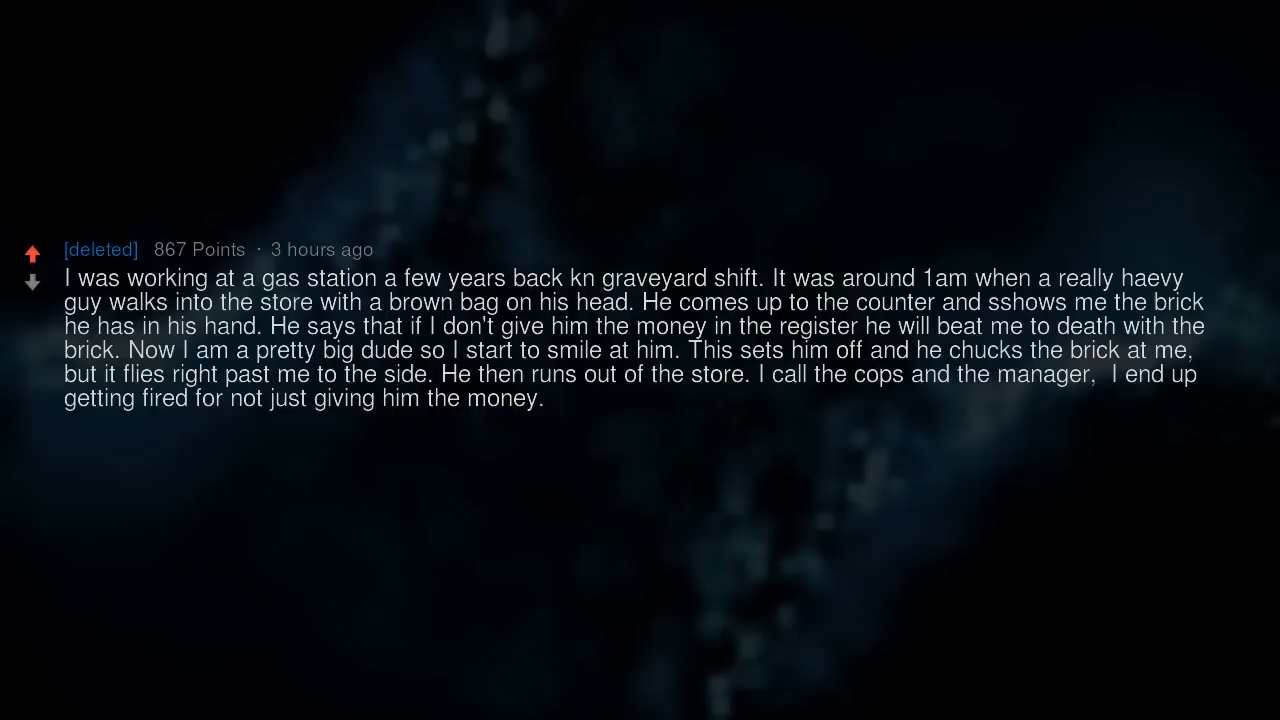 [deleted] 867 Points · 3 hours ago
I was working at a gas station a few years back kn graveyard shift. It was around 1am when a really haevy
guy walks into the store with a brown bag on his head. He comes up to the counter and sshows me the brick
he has in his hand. He says that if I don't give him the money in the register he will beat me to death with the
brick. Now I am a pretty big dude so I start to smile at him. This sets him off and he chucks the brick at me,
but it flies right past me to the side. He then runs out of the store. I call the cops and the manager,  I end up
getting fired for not just giving him the money.